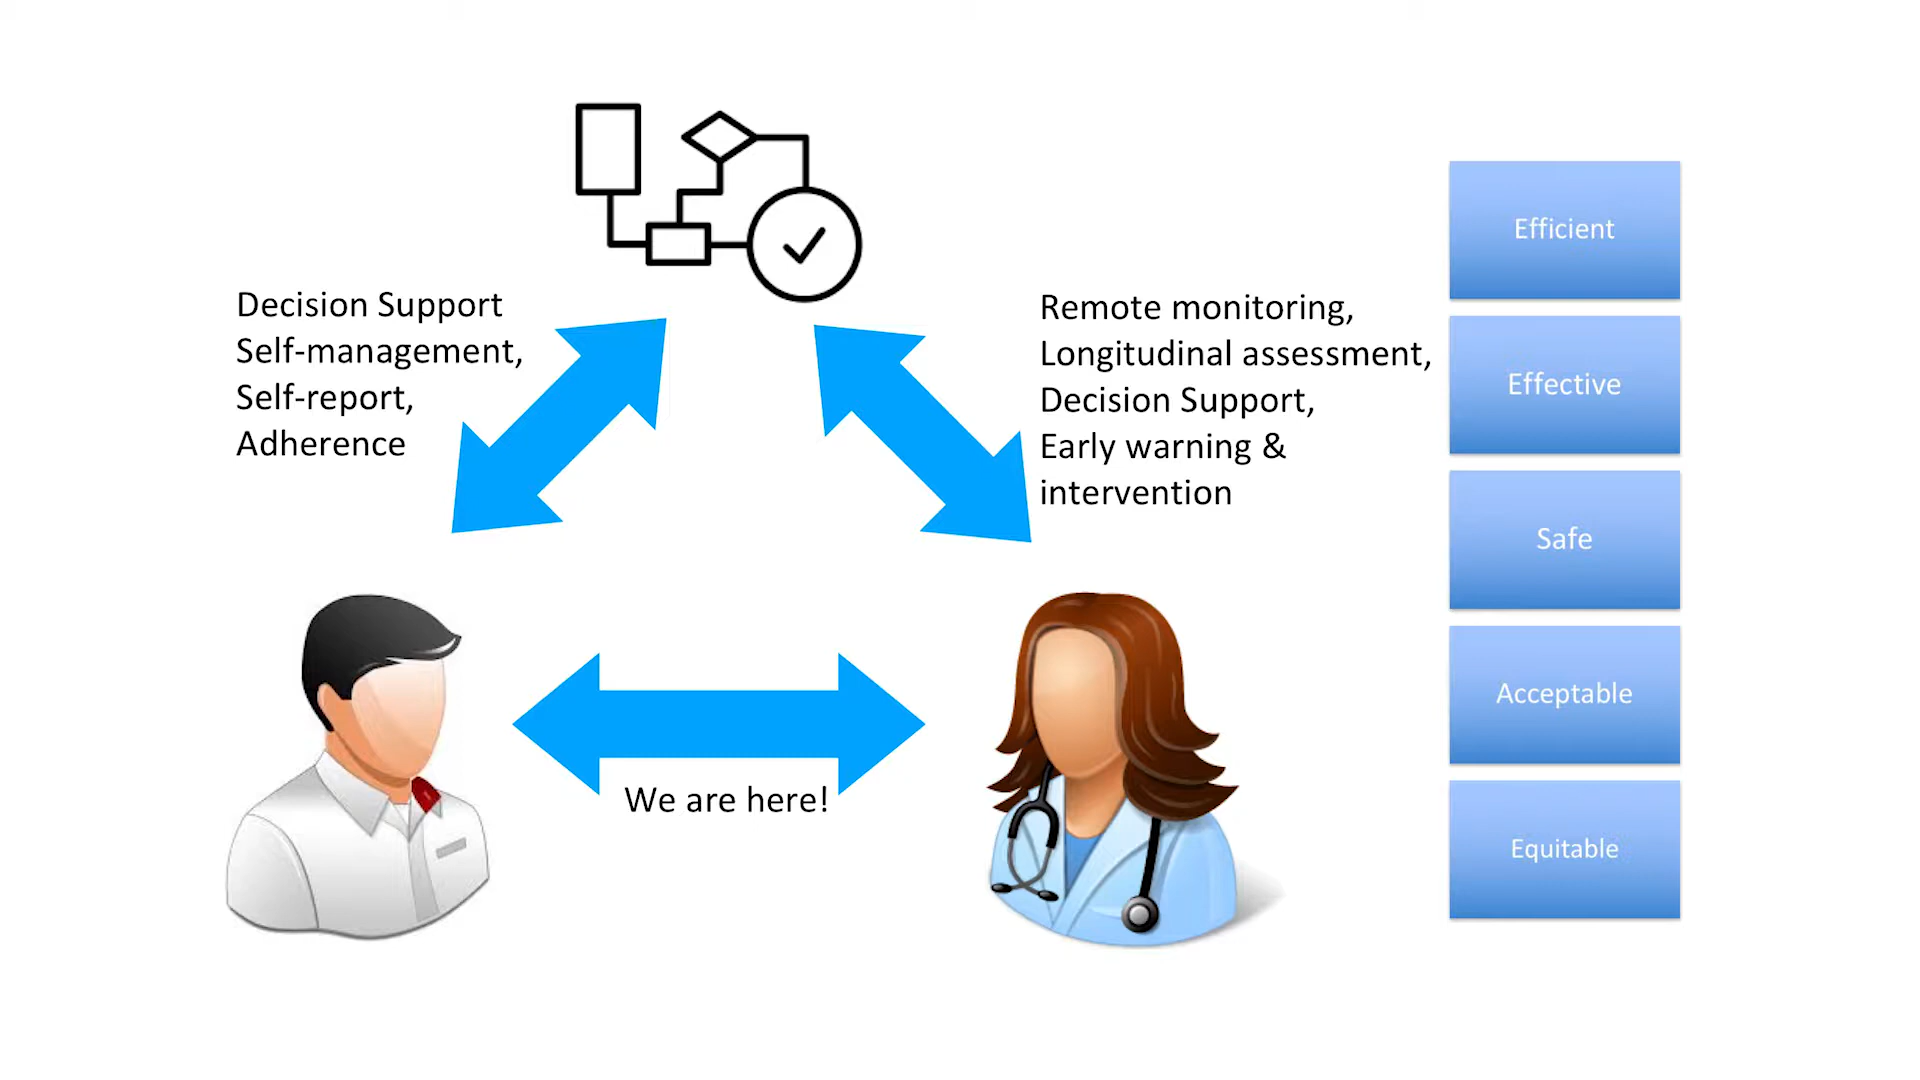 Decision Support
Self-management,
Self-report,
Adherence
Remote monitoring,
Longitudinal assessment,
Decision Support,
Early warning &
intervention
We are here!
Efficient
Effective
Safe
Acceptable
Equitable